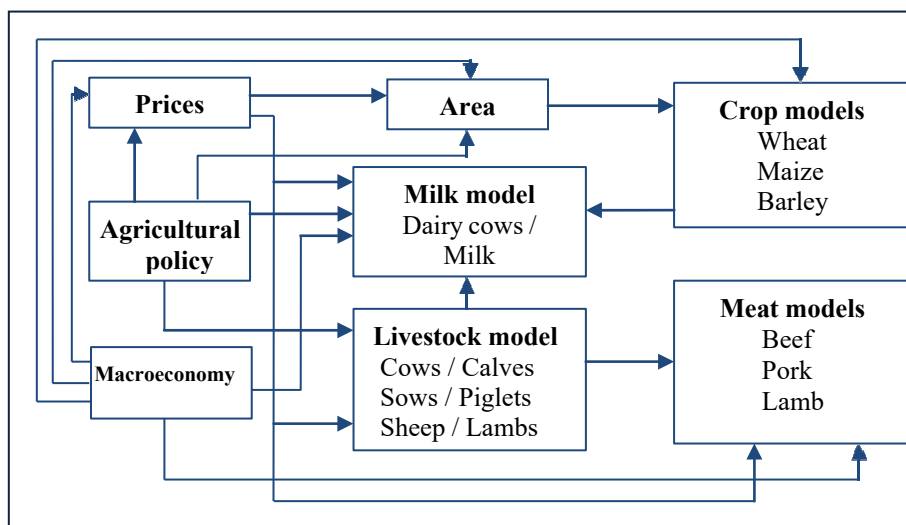 Prices
Area
Crop models
Wheat
Maize
Barley
Milk model
Dairy cows /
Milk
Agricultural
policy
Livestock model
Cows / Calves
Sows / Piglets
Sheep / Lambs
Meat models
Beef
Pork
Lamb
Macroeconomy